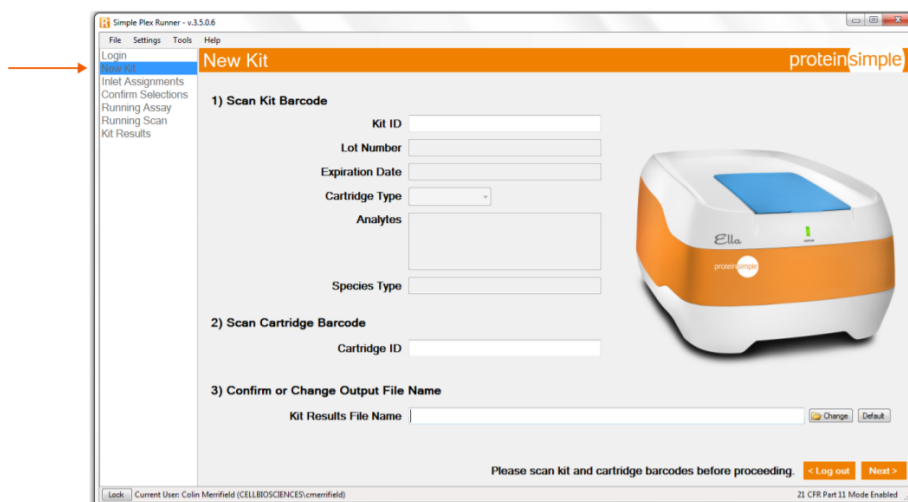 Simple Plex Runner - v.3.5.0.6
File Settings Tools Help
Login
New Kit
Inlet Assignments
Confirm Selections
Running Assay
Running Scan
Kit Results
New Kit
proteinsimple
1) Scan Kit Barcode
Kit ID
Lot Number
Expiration Date
Cartridge Type
Analytes
Species Type
Ella
proteinsimple
2) Scan Cartridge Barcode
Cartridge ID
3) Confirm or Change Output File Name
Kit Results File Name
Change Default
Please scan kit and cartridge barcodes before proceeding. < Log out Next >
Lock Current User: Colin Merrifield (CELLBIOSCIENCES\cmerrifield) 21 CFR Part 11 Mode Enabled